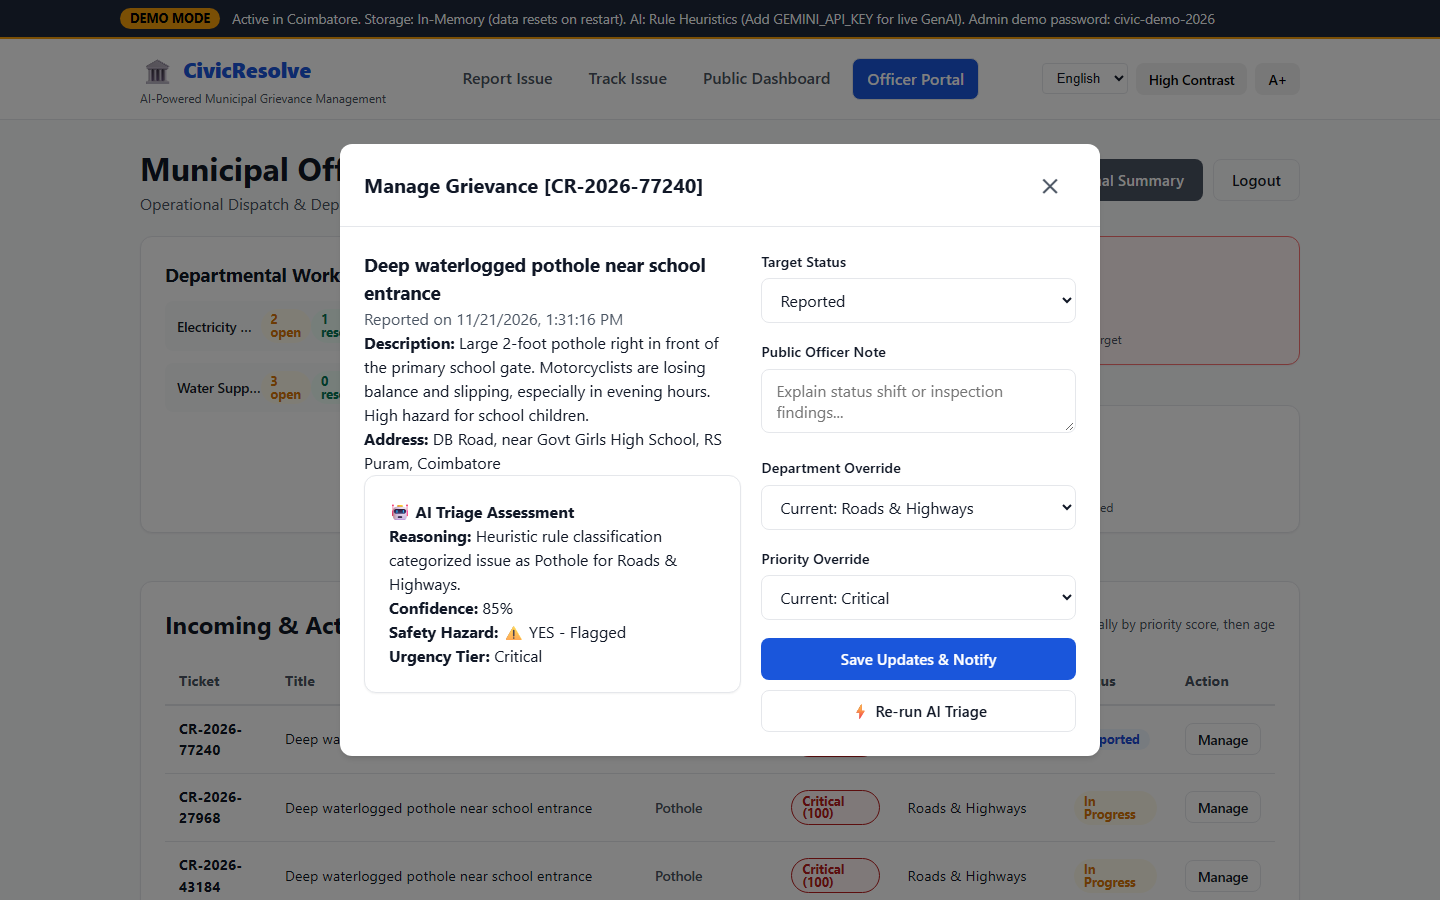 DEMO MODE Active in Coimbatore. Storage: In-Memory (data resets on restart). AI: Rule Heuristics (Add GEMINI_API_KEY for live GenAI). Admin demo password: civic-demo-2026
CivicResolve
AI-Powered Municipal Grievance Management
Report Issue
Track Issue
Public Dashboard
Officer Portal
English
High Contrast
A+
Municipal Off
Operational Dispatch & Dep
Summary
Logout
Departmental Work
Electricity ...
2 open
1
Water Supp...
3 open
0
Manage Grievance [CR-2026-77240]
Deep waterlogged pothole near school
entrance
Reported on 11/21/2026, 1:31:16 PM
Description: Large 2-foot pothole right in front of
the primary school gate. Motorcyclists are losing
balance and slipping, especially in evening hours.
High hazard for school children.
Address: DB Road, near Govt Girls High School, RS
Puram, Coimbatore
AI Triage Assessment
Reasoning: Heuristic rule classification
categorized issue as Pothole for Roads &
Highways.
Confidence: 85%
Safety Hazard: ⚠️ YES - Flagged
Urgency Tier: Critical
Target Status
Reported
Public Officer Note
Explain status shift or inspection
findings...
Department Override
Current: Roads & Highways
Priority Override
Current: Critical
Save Updates & Notify
Re-run AI Triage
Incoming & Act
ally by priority score, then age
Ticket
Title
us
Action
CR-2026-
77240
Deep wa
ported
Manage
CR-2026-
27968
Deep waterlogged pothole near school entrance
Pothole
Critical
(100)
Roads & Highways
In
Progress
Manage
CR-2026-
43184
Deep waterlogged pothole near school entrance
Pothole
Critical
(100)
Roads & Highways
In
Progress
Manage